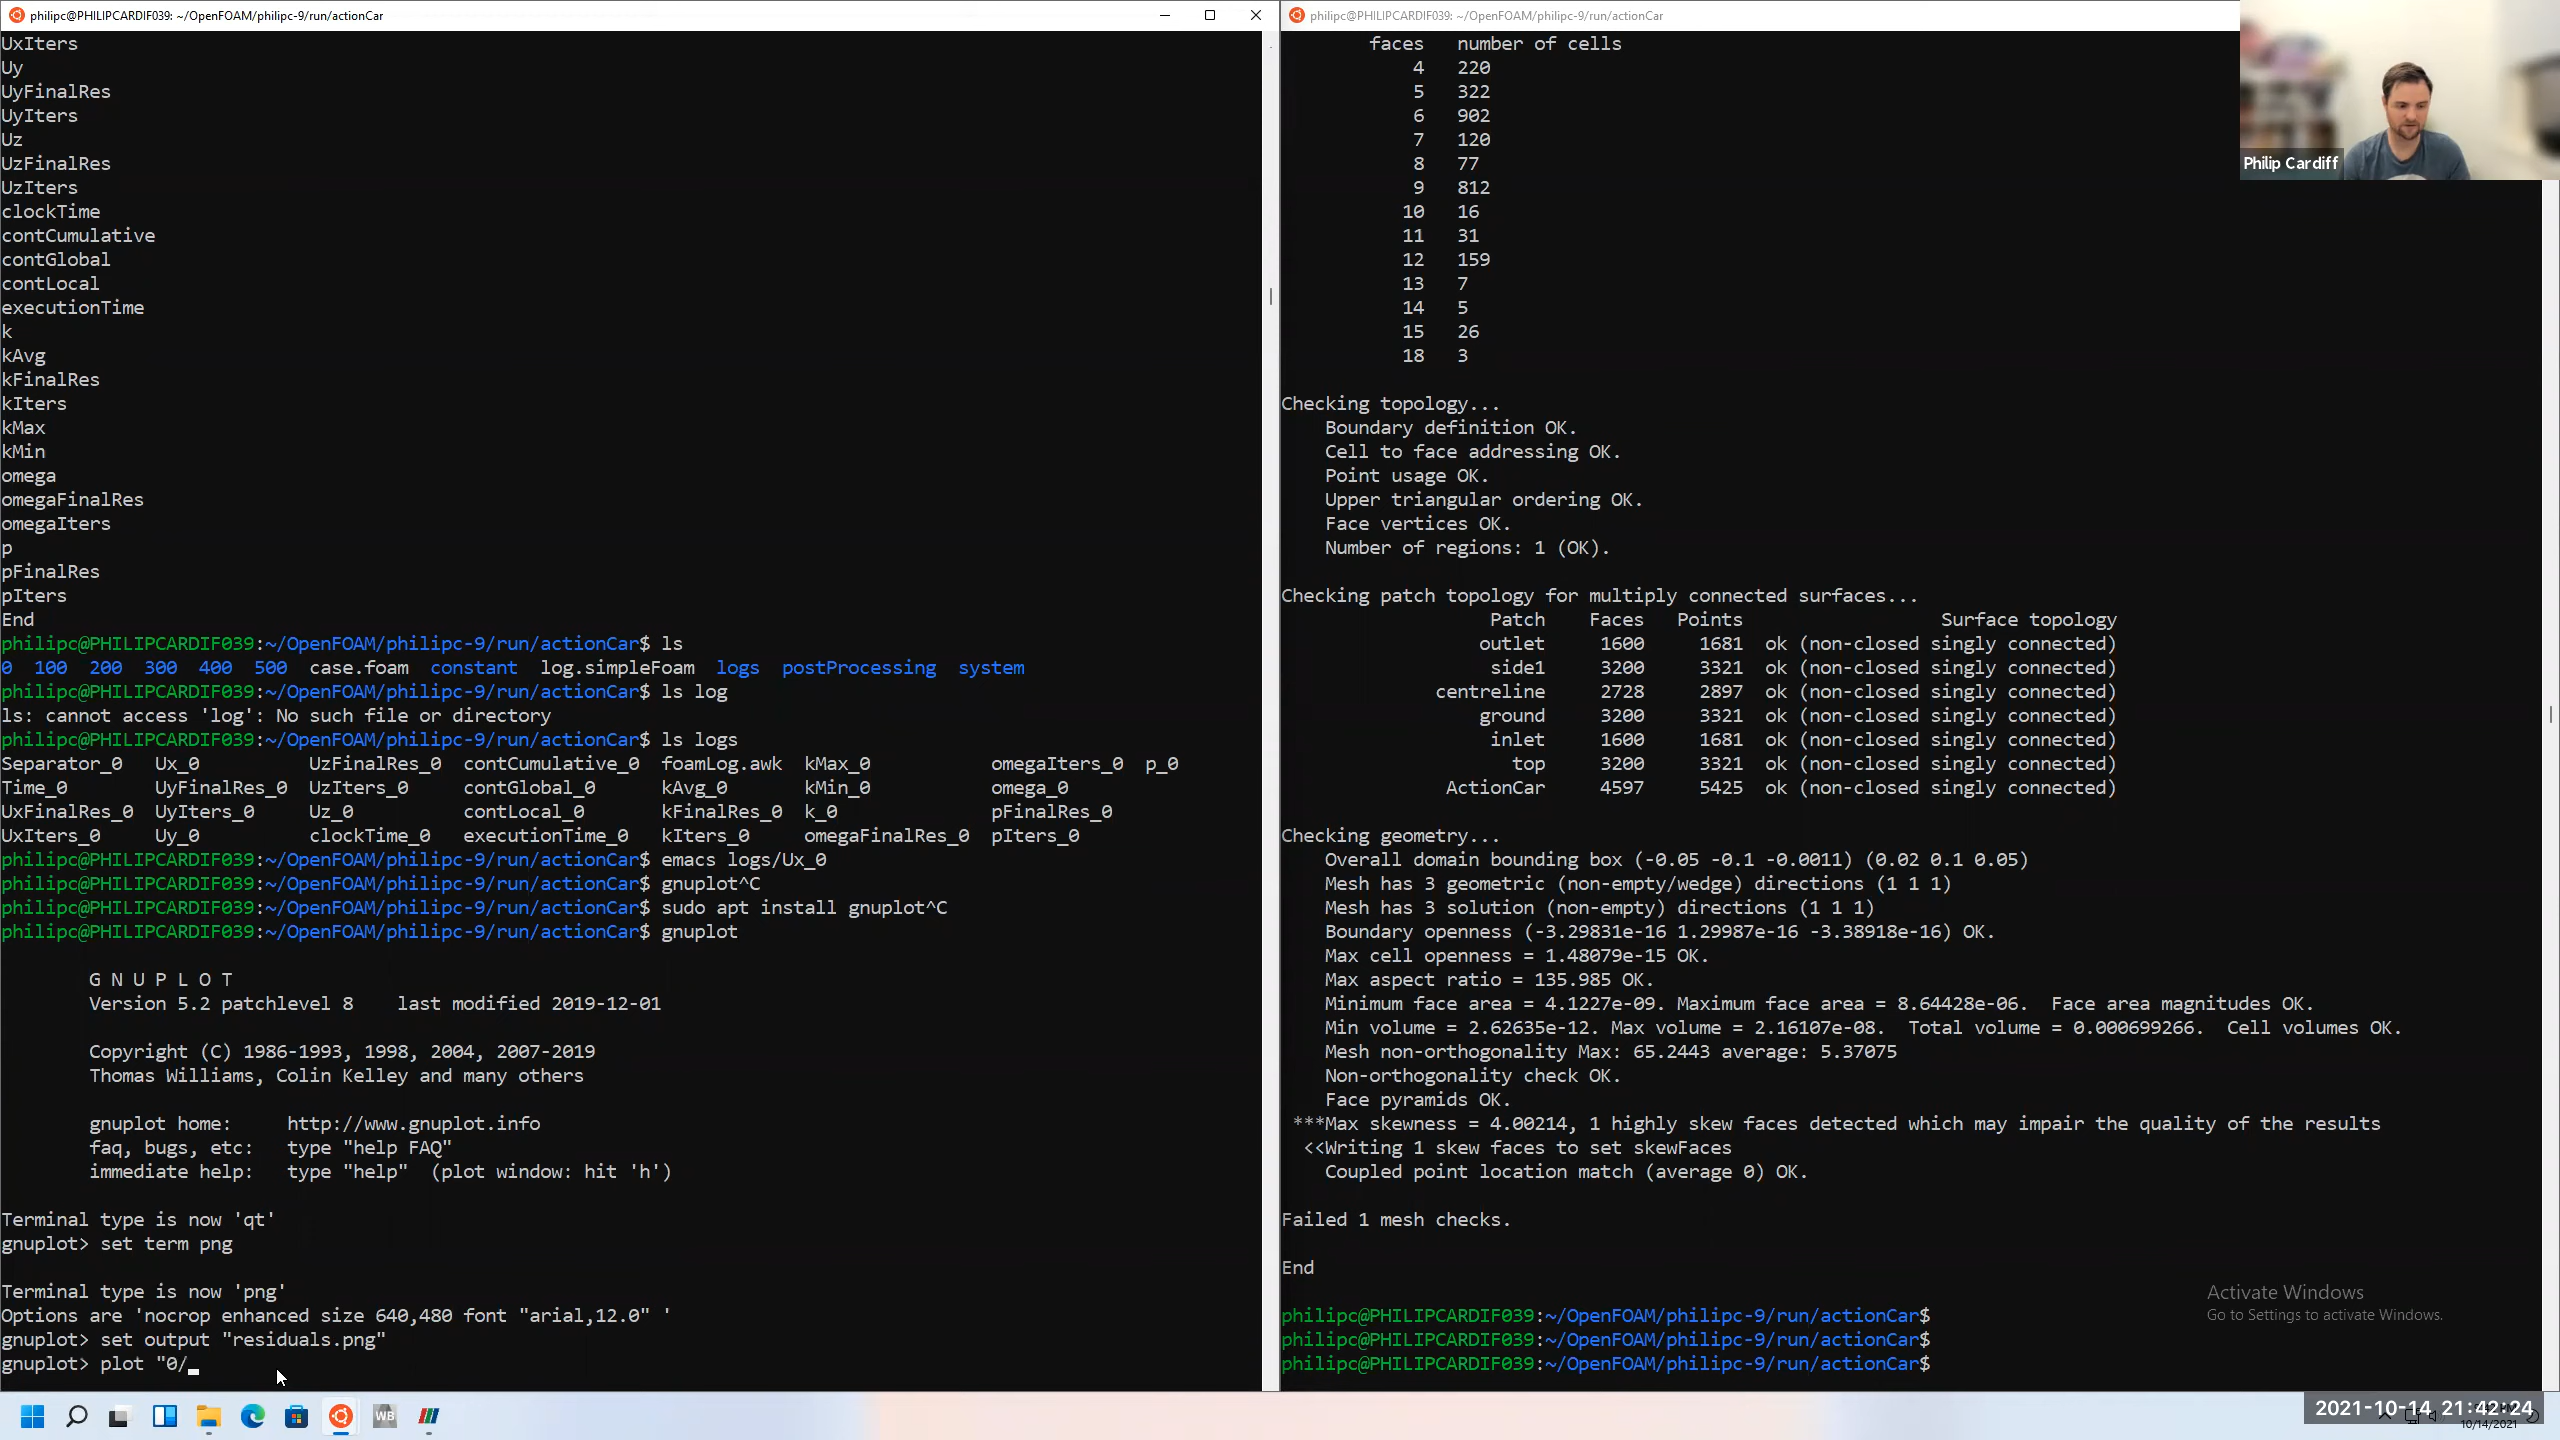 philipc@PHILIPCARDIF039: ~/OpenFOAM/philipc-9/run/actionCar
UxIters
Uy
UyFinalRes
UyIters
Uz
UzFinalRes
UzIters
clockTime
contCumulative
contGlobal
contLocal
executionTime
k
kAvg
kFinalRes
kIters
kMax
kMin
omega
omegaFinalRes
omegaIters
p
pFinalRes
pIters
End
philipc@PHILIPCARDIF039:~/OpenFOAM/philipc-9/run/actionCar$ ls
0 100 200 300 400 500 case.foam constant log.simpleFoam logs postProcessing system
philipc@PHILIPCARDIF039:~/OpenFOAM/philipc-9/run/actionCar$ ls log
ls: cannot access 'log': No such file or directory
philipc@PHILIPCARDIF039:~/OpenFOAM/philipc-9/run/actionCar$ ls logs
Separator_0 Ux_0 UzFinalRes_0 contCumulative_0 foamLog.awk kMax_0 omegaIters_0 p_0
Time_0 UyFinalRes_0 UzIters_0 contGlobal_0 kAvg_0 kMin_0 omega_0
UxFinalRes_0 UyIters_0 Uz_0 contLocal_0 kFinalRes_0 k_0 pFinalRes_0
UxIters_0 Uy_0 clockTime_0 executionTime_0 kIters_0 omegaFinalRes_0 pIters_0
philipc@PHILIPCARDIF039:~/OpenFOAM/philipc-9/run/actionCar$ emacs logs/Ux_0
philipc@PHILIPCARDIF039:~/OpenFOAM/philipc-9/run/actionCar$ gnuplot^C
philipc@PHILIPCARDIF039:~/OpenFOAM/philipc-9/run/actionCar$ sudo apt install gnuplot^C
philipc@PHILIPCARDIF039:~/OpenFOAM/philipc-9/run/actionCar$ gnuplot
G N U P L O T
Version 5.2 patchlevel 8 last modified 2019-12-01
Copyright (C) 1986-1993, 1998, 2004, 2007-2019
Thomas Williams, Colin Kelley and many others
gnuplot home: http://www.gnuplot.info
faq, bugs, etc: type "help FAQ"
immediate help: type "help" (plot window: hit 'h')
Terminal type is now 'qt'
gnuplot> set term png
Terminal type is now 'png'
Options are 'nocrop enhanced size 640,480 font "arial,12.0" '
gnuplot> set output "residuals.png"
gnuplot> plot "0/
philipc@PHILIPCARDIF039: ~/OpenFOAM/philipc-9/run/actionCar
faces number of cells
4 220
5 322
6 902
7 120
8 77
9 812
10 16
11 31
12 159
13 7
14 5
15 26
18 3
Checking topology...
Boundary definition OK.
Cell to face addressing OK.
Point usage OK.
Upper triangular ordering OK.
Face vertices OK.
Number of regions: 1 (OK).
Checking patch topology for multiply connected surfaces...
Patch Faces Points Surface topology
outlet 1600 1681 ok (non-closed singly connected)
side1 3200 3321 ok (non-closed singly connected)
centreline 2728 2897 ok (non-closed singly connected)
ground 3200 3321 ok (non-closed singly connected)
inlet 1600 1681 ok (non-closed singly connected)
top 3200 3321 ok (non-closed singly connected)
ActionCar 4597 5425 ok (non-closed singly connected)
Checking geometry...
Overall domain bounding box (-0.05 -0.1 -0.0011) (0.02 0.1 0.05)
Mesh has 3 geometric (non-empty/wedge) directions (1 1 1)
Mesh has 3 solution (non-empty) directions (1 1 1)
Boundary openness (-3.29831e-16 1.29987e-16 -3.38918e-16) OK.
Max cell openness = 1.48079e-15 OK.
Max aspect ratio = 135.985 OK.
Minimum face area = 4.1227e-09. Maximum face area = 8.64428e-06. Face area magnitudes OK.
Min volume = 2.62635e-12. Max volume = 2.16107e-08. Total volume = 0.000699266. Cell volumes OK.
Mesh non-orthogonality Max: 65.2443 average: 5.37075
Non-orthogonality check OK.
Face pyramids OK.
***Max skewness = 4.00214, 1 highly skew faces detected which may impair the quality of the results
<<Writing 1 skew faces to set skewFaces
Coupled point location match (average 0) OK.
Failed 1 mesh checks.
End
philipc@PHILIPCARDIF039:~/OpenFOAM/philipc-9/run/actionCar$
philipc@PHILIPCARDIF039:~/OpenFOAM/philipc-9/run/actionCar$
philipc@PHILIPCARDIF039:~/OpenFOAM/philipc-9/run/actionCar$
Philip Cardiff
Activate Windows
Go to Settings to activate Windows.
WB
2021-10-14 21:42:24
10/14/2021